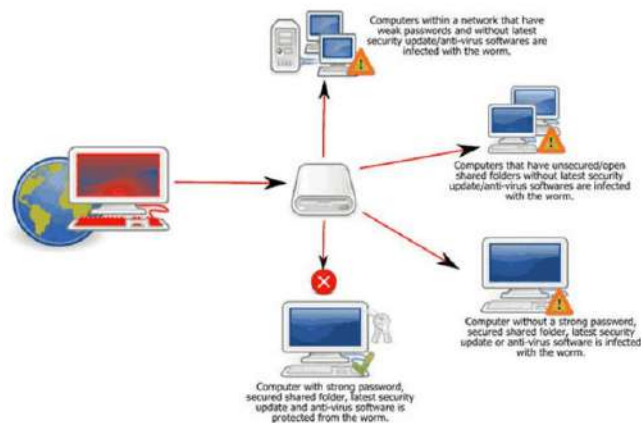 Computers within a network that have
weak passwords and without latest
security update/anti-virus softwares are
infected with the worm.
Computers that have unsecured/open
shared folders without latest security
update/anti-virus softwares are infected
with the worm.
Computer without a strong password,
secured shared folder, latest security
update or anti-virus software is infected
with the worm.
Computer with strong password,
secured shared folder, latest security
update and anti-virus software is
protected from the worm.